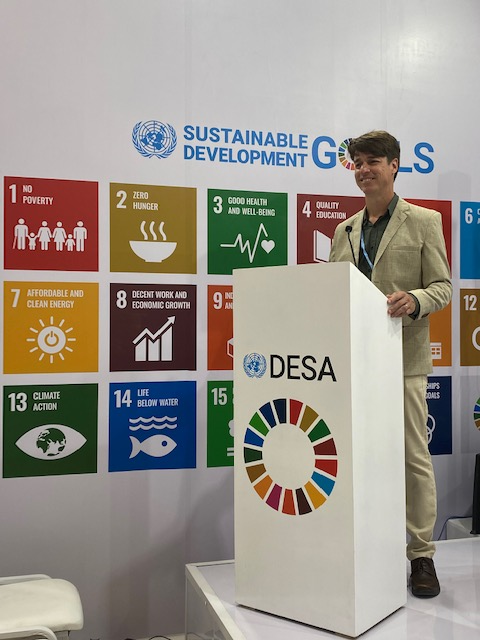 SUSTAINABLE
DEVELOPMENT
GOALS
1 NO
POVERTY
2 ZERO
HUNGER
3 GOOD HEALTH
AND WELL-BEING
4 QUALITY
EDUCATION
6
7 AFFORDABLE AND
CLEAN ENERGY
8 DECENT WORK AND
ECONOMIC GROWTH
9
12
13 CLIMATE
ACTION
14 LIFE
BELOW WATER
15
DESA